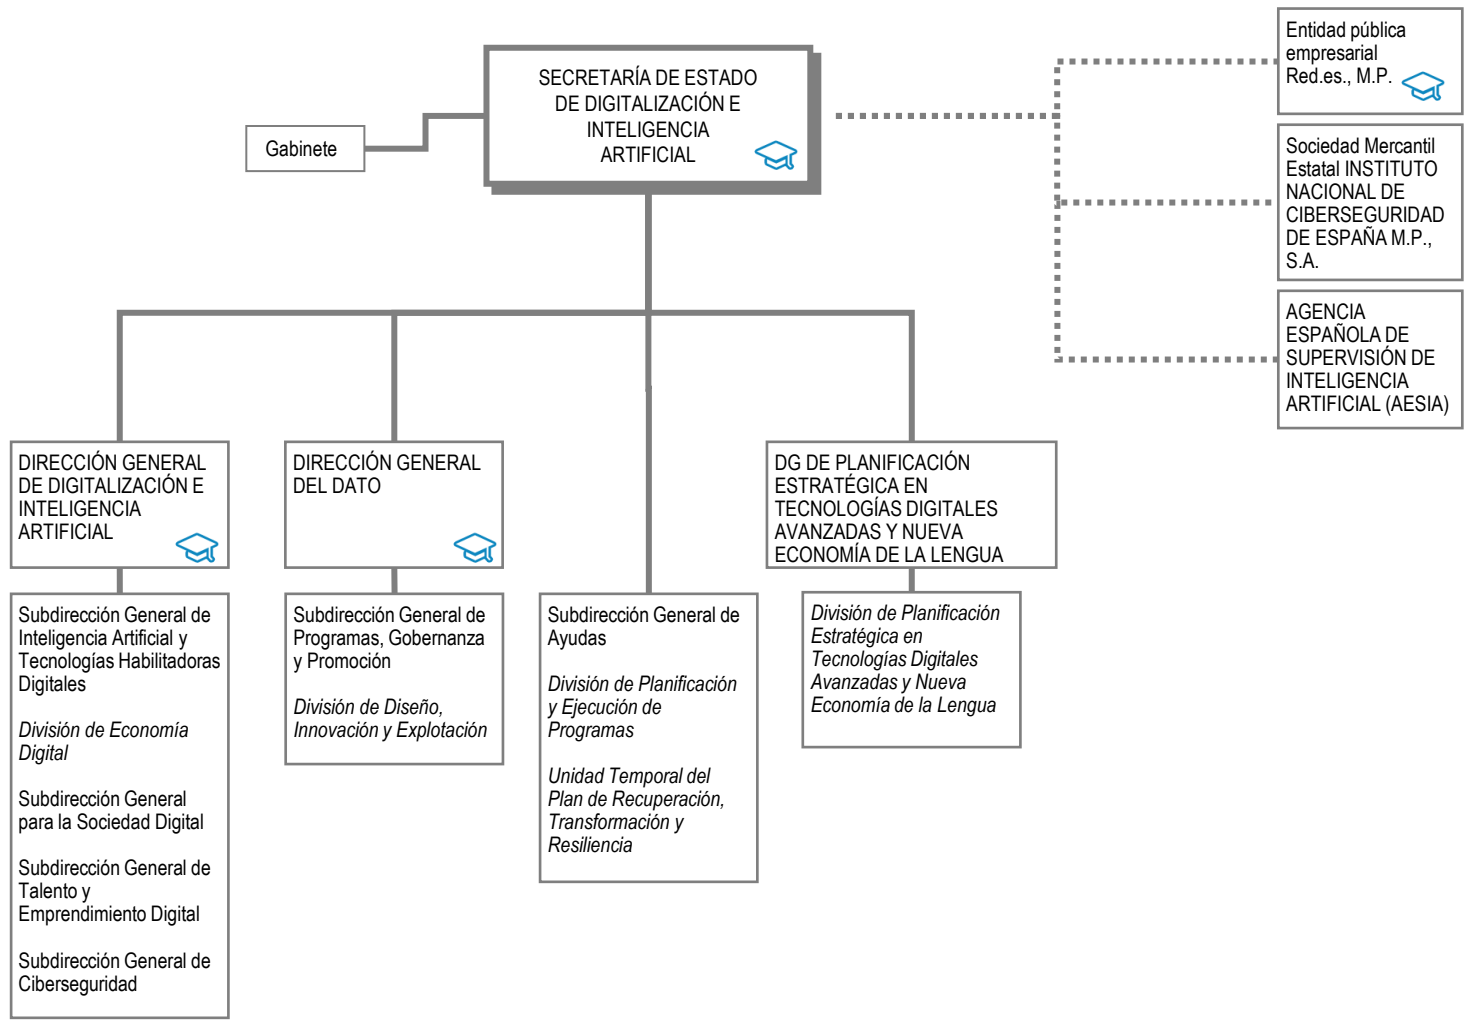 SECRETARÍA DE ESTADO
DE DIGITALIZACIÓN E
INTELIGENCIA
ARTIFICIAL
Gabinete
Entidad pública
empresarial
Red.es., M.P.
Sociedad Mercantil
Estatal INSTITUTO
NACIONAL DE
CIBERSEGURIDAD
DE ESPAÑA M.P.,
S.A.
AGENCIA
ESPAÑOLA DE
SUPERVISIÓN DE
INTELIGENCIA
ARTIFICIAL (AESIA)
DIRECCIÓN GENERAL
DE DIGITALIZACIÓN E
INTELIGENCIA
ARTIFICIAL
DIRECCIÓN GENERAL
DEL DATO
DG DE PLANIFICACIÓN
ESTRATÉGICA EN
TECNOLOGÍAS DIGITALES
AVANZADAS Y NUEVA
ECONOMÍA DE LA LENGUA
Subdirección General de
Inteligencia Artificial y
Tecnologías Habilitadoras
Digitales
División de Economía
Digital
Subdirección General
para la Sociedad Digital
Subdirección General de
Talento y
Emprendimiento Digital
Subdirección General de
Ciberseguridad
Subdirección General de
Programas, Gobernanza
y Promoción
División de Diseño,
Innovación y Explotación
Subdirección General de
Ayudas
División de Planificación
y Ejecución de
Programas
Unidad Temporal del
Plan de Recuperación,
Transformación y
Resiliencia
División de Planificación
Estratégica en
Tecnologías Digitales
Avanzadas y Nueva
Economía de la Lengua